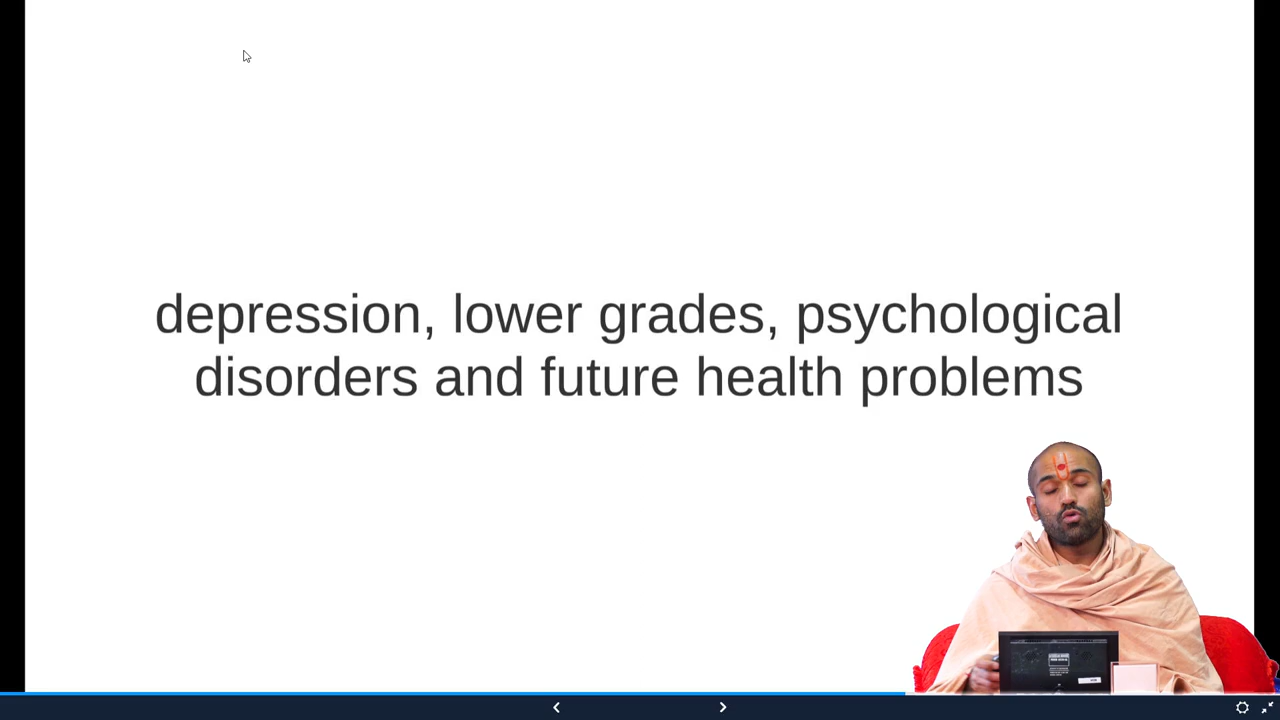 depression, lower grades, psychological
disorders and future health problems